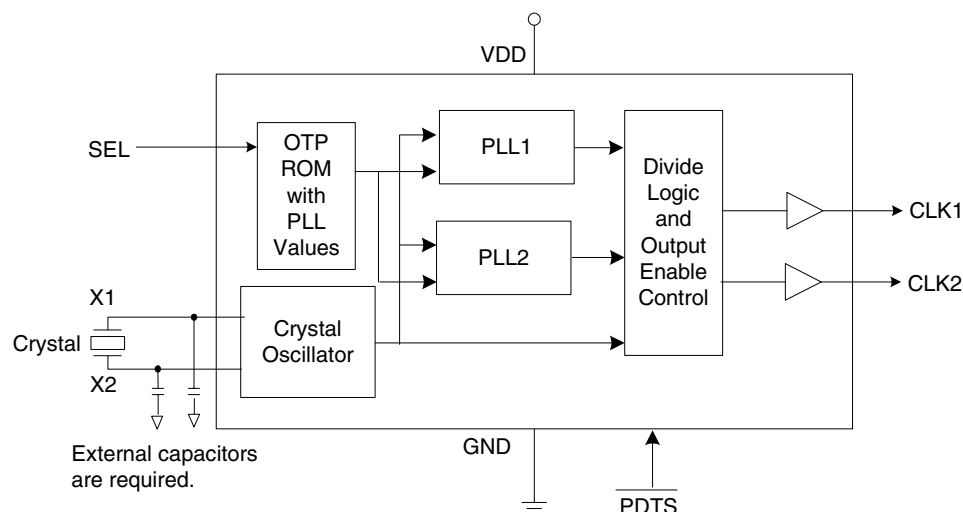 VDD
SEL
OTP
ROM
with
PLL
Values
PLL1
PLL2
Divide
Logic
and
Output
Enable
Control
CLK1
CLK2
X1
Crystal
X2
Crystal
Oscillator
External capacitors
are required.
GND
PDTS